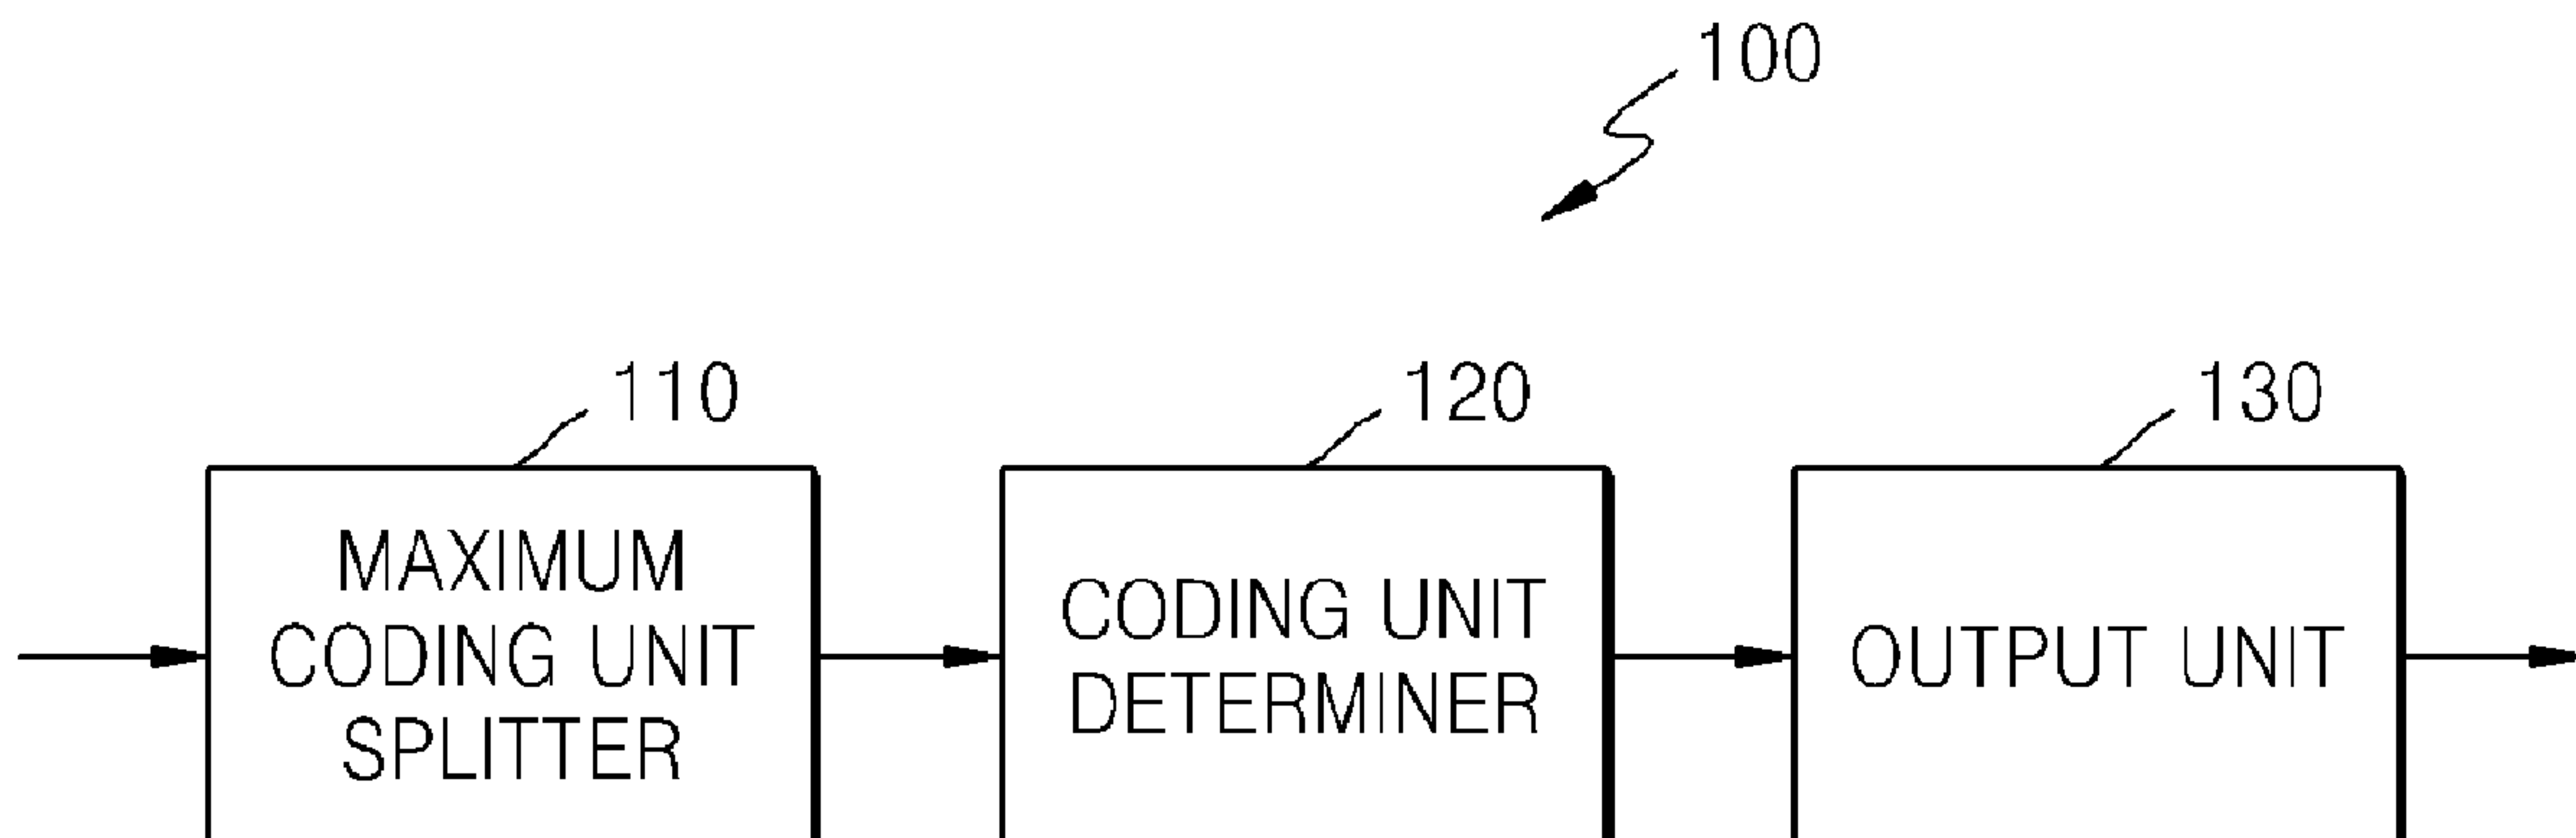 100
110
120
130
MAXIMUM
CODING UNIT
SPLITTER
CODING UNIT
DETERMINER
OUTPUT UNIT